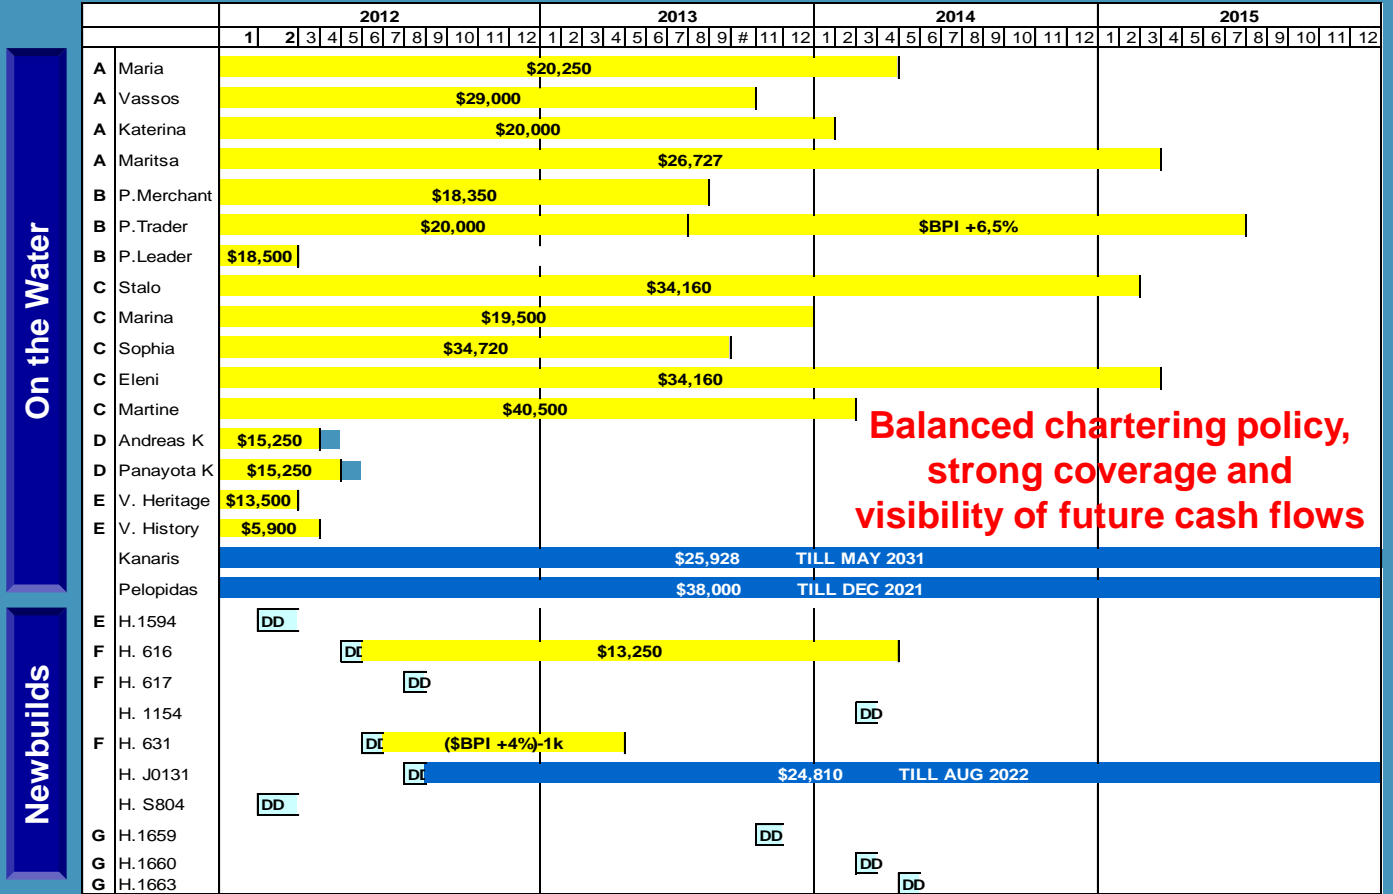 2012 2013 2014 2015
1 2 3 4 5 6 7 8 9 10 11 12 1 2 3 4 5 6 7 8 9 # 11 12 1 2 3 4 5 6 7 8 9 10 11 12 1 2 3 4 5 6 7 8 9 10 11 12
On the Water
A Maria $20,250
A Vassos $29,000
A Katerina $20,000
A Maritsa $26,727
B P.Merchant $18,350
B P.Trader $20,000 $BPI +6,5%
B P.Leader $18,500
C Stalo $34,160
C Marina $19,500
C Sophia $34,720
C Eleni $34,160
C Martine $40,500
Balanced chartering policy,
strong coverage and
visibility of future cash flows
D Andreas K $15,250
D Panayota K $15,250
E V. Heritage $13,500
E V. History $5,900
Kanaris $25,928 TILL MAY 2031
Pelopidas $38,000 TILL DEC 2021
Newbuilds
E H.1594 DD
F H. 616 DD $13,250
F H. 617 DD
H. 1154 DD
F H. 631 DD ($BPI +4%)-1k
H. J0131 DD $24,810 TILL AUG 2022
H. S804 DD
G H.1659 DD
G H.1660 DD
G H.1663 DD